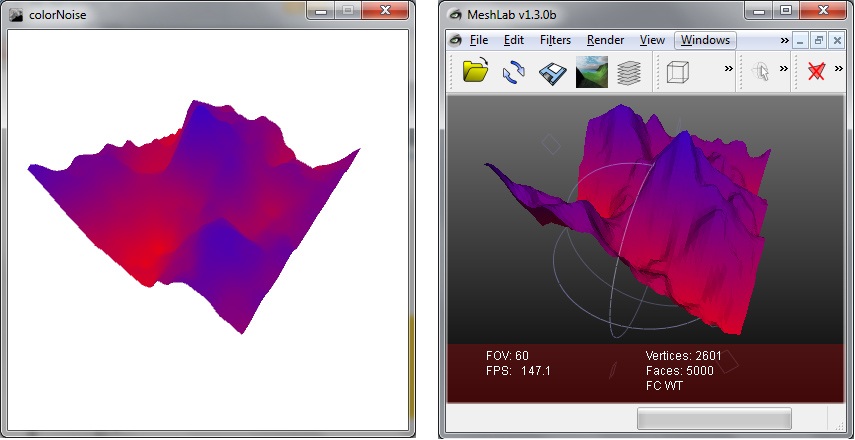 colorNoise
MeshLab v1.3.0b
File Edit Filters Render View Windows »
» » »
FOV: 60
FPS: 147.1
Vertices: 2601
Faces: 5000
FC WT